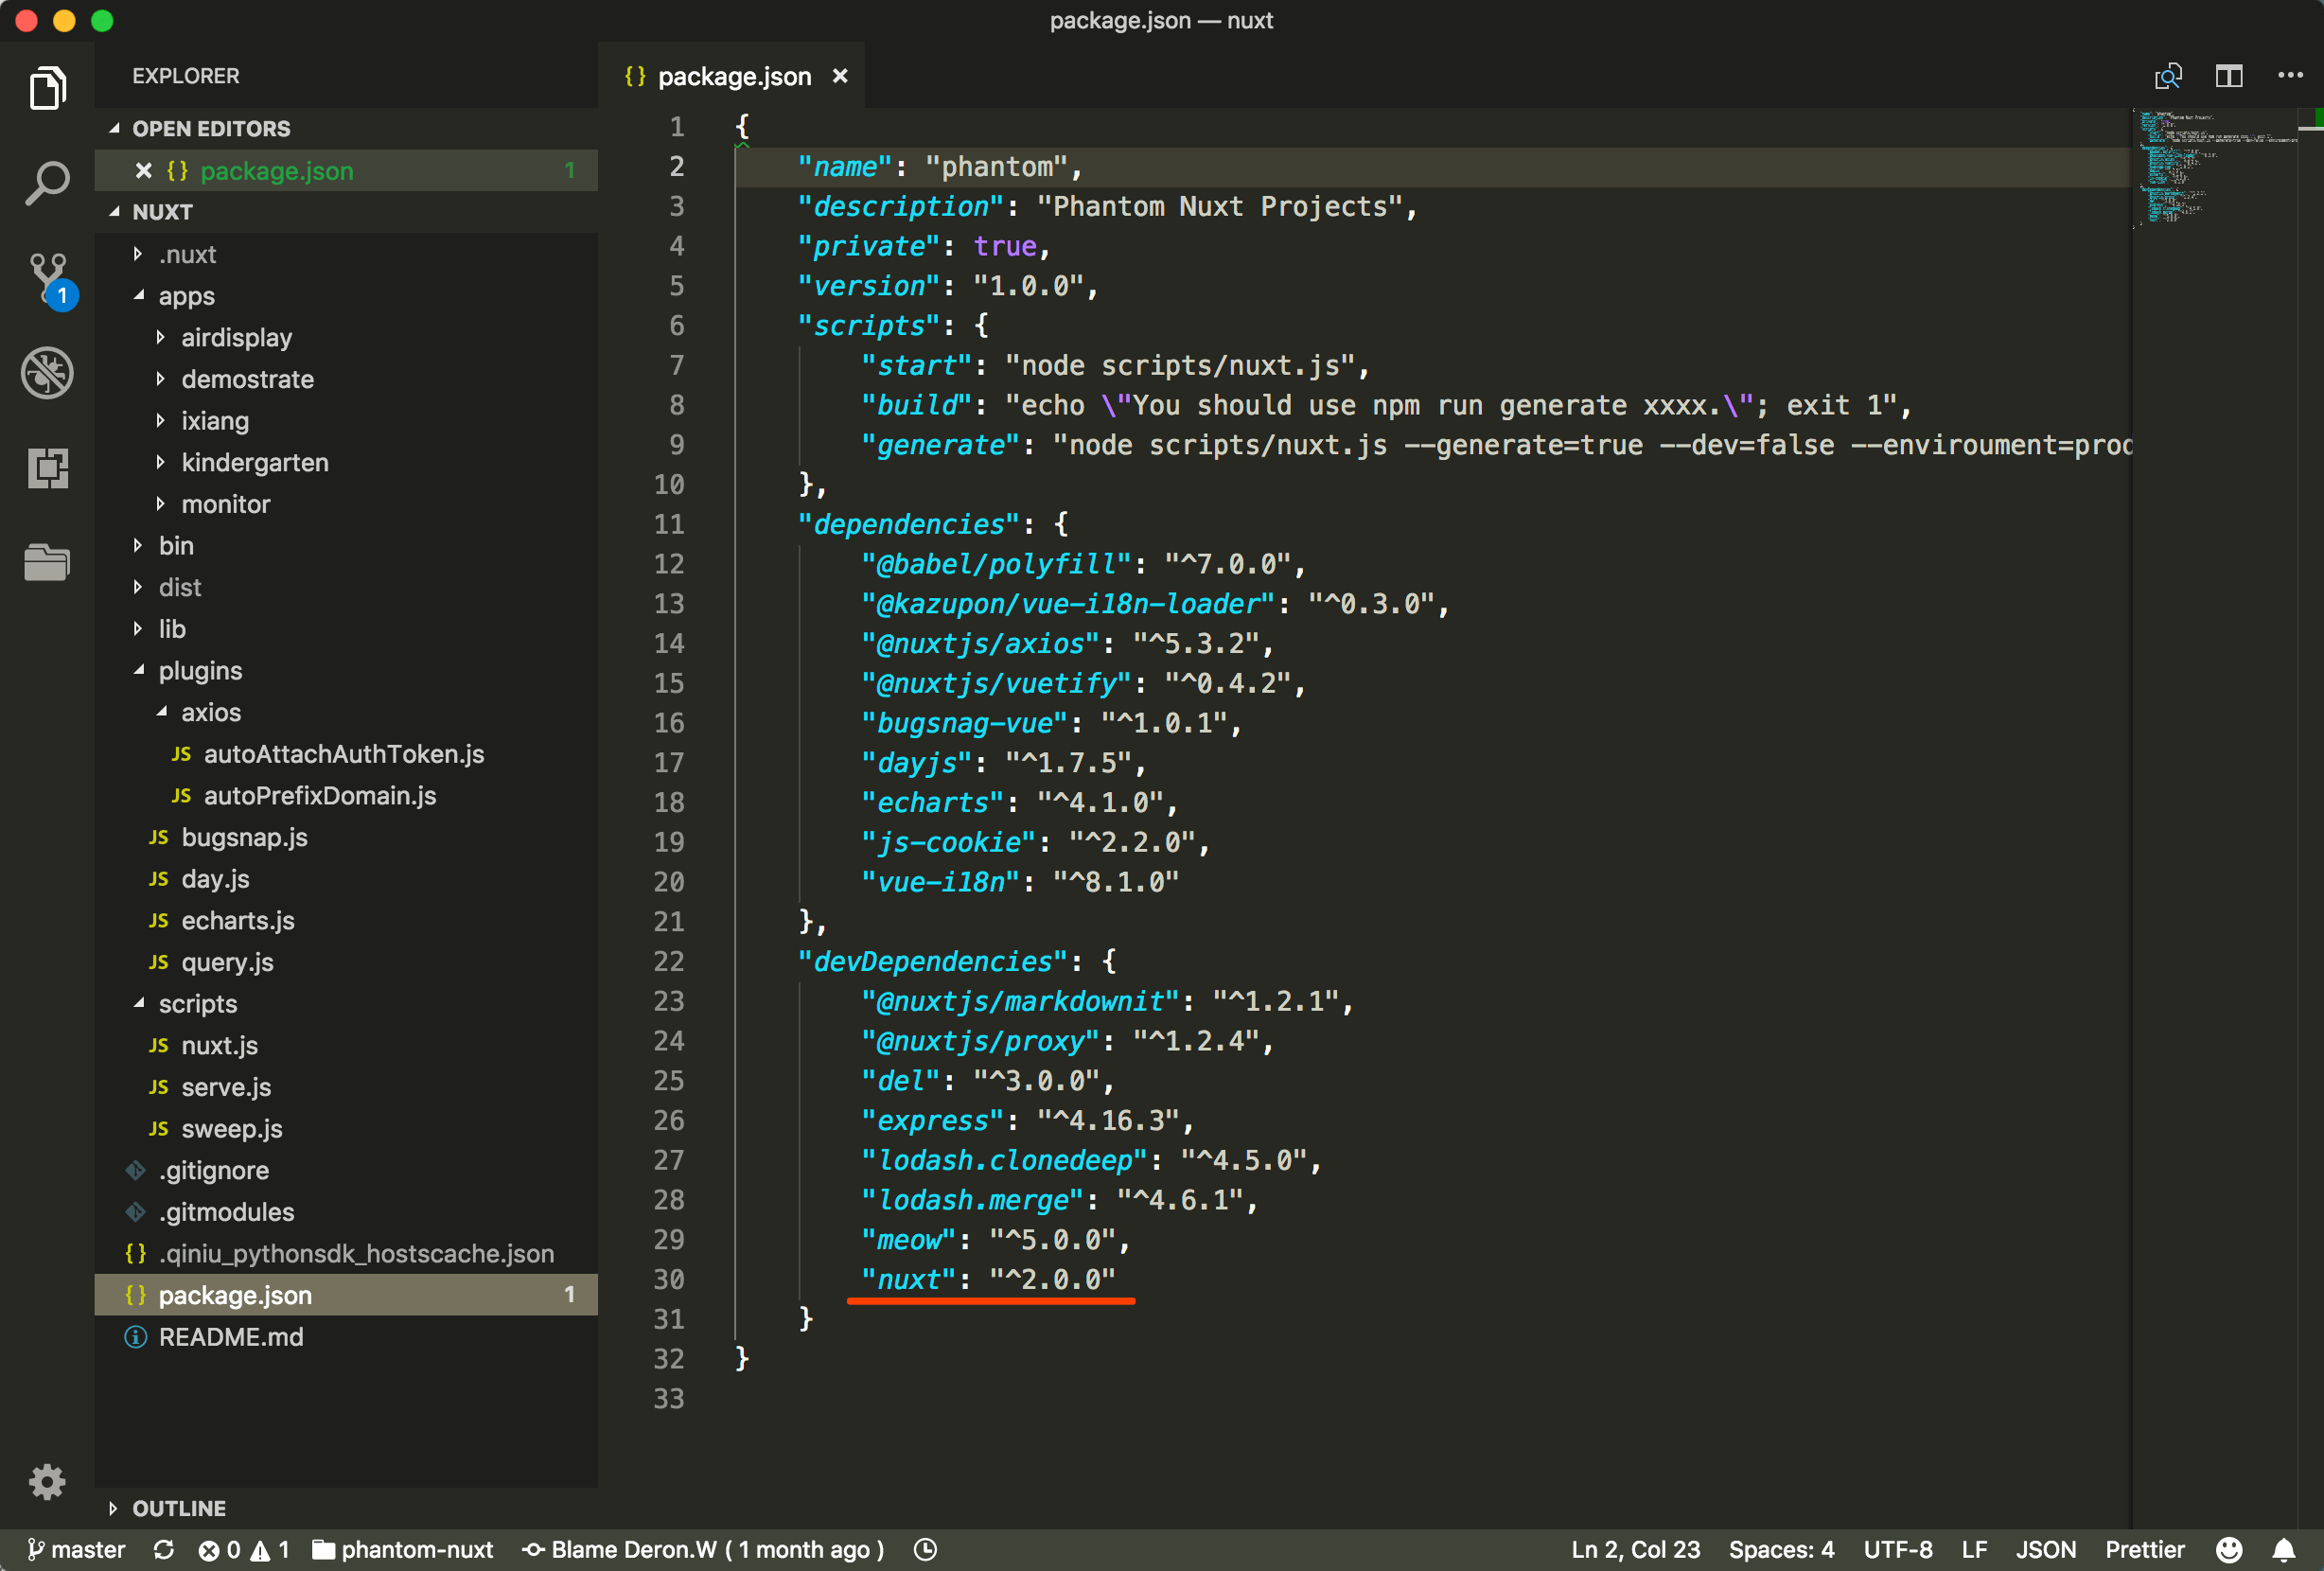 package.json — nuxt
EXPLORER
OPEN EDITORS
{} package.json 1
NUXT
.nuxt
apps
airdisplay
demostrate
ixiang
kindergarten
monitor
bin
dist
lib
plugins
axios
JS autoAttachAuthToken.js
JS autoPrefixDomain.js
JS bugsnap.js
JS day.js
JS echarts.js
JS query.js
scripts
JS nuxt.js
JS serve.js
JS sweep.js
.gitignore
.gitmodules
{} .qiniu_pythonsdk_hostscache.json
{} package.json 1
README.md
OUTLINE
1
{} package.json
1 {
2 "name": "phantom",
3 "description": "Phantom Nuxt Projects",
4 "private": true,
5 "version": "1.0.0",
6 "scripts": {
7 "start": "node scripts/nuxt.js",
8 "build": "echo \"You should use npm run generate xxxx.\"; exit 1",
9 "generate": "node scripts/nuxt.js --generate=true --dev=false --enviroument=prod
10 },
11 "dependencies": {
12 "@babel/polyfill": "^7.0.0",
13 "@kazupon/vue-i18n-loader": "^0.3.0",
14 "@nuxtjs/axios": "^5.3.2",
15 "@nuxtjs/vuetify": "^0.4.2",
16 "bugsnag-vue": "^1.0.1",
17 "dayjs": "^1.7.5",
18 "echarts": "^4.1.0",
19 "js-cookie": "^2.2.0",
20 "vue-i18n": "^8.1.0"
21 },
22 "devDependencies": {
23 "@nuxtjs/markdownit": "^1.2.1",
24 "@nuxtjs/proxy": "^1.2.4",
25 "del": "^3.0.0",
26 "express": "^4.16.3",
27 "lodash.clonedeep": "^4.5.0",
28 "lodash.merge": "^4.6.1",
29 "meow": "^5.0.0",
30 "nuxt": "^2.0.0"
31 }
32 }
33
master 0 1 phantom-nuxt Blame Deron.W ( 1 month ago ) Ln 2, Col 23 Spaces: 4 UTF-8 LF JSON Prettier